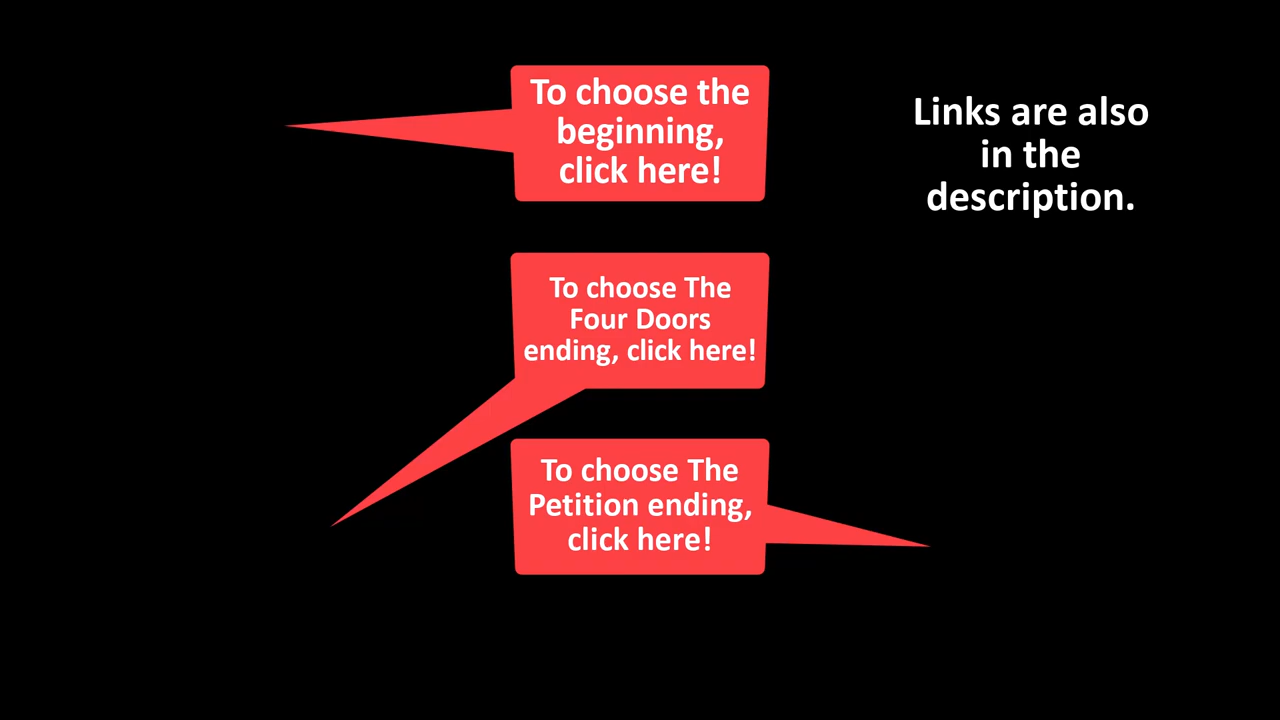 To choose the
beginning,
click here!
Links are also
in the
description.
To choose The
Four Doors
ending, click here!
To choose The
Petition ending,
click here!